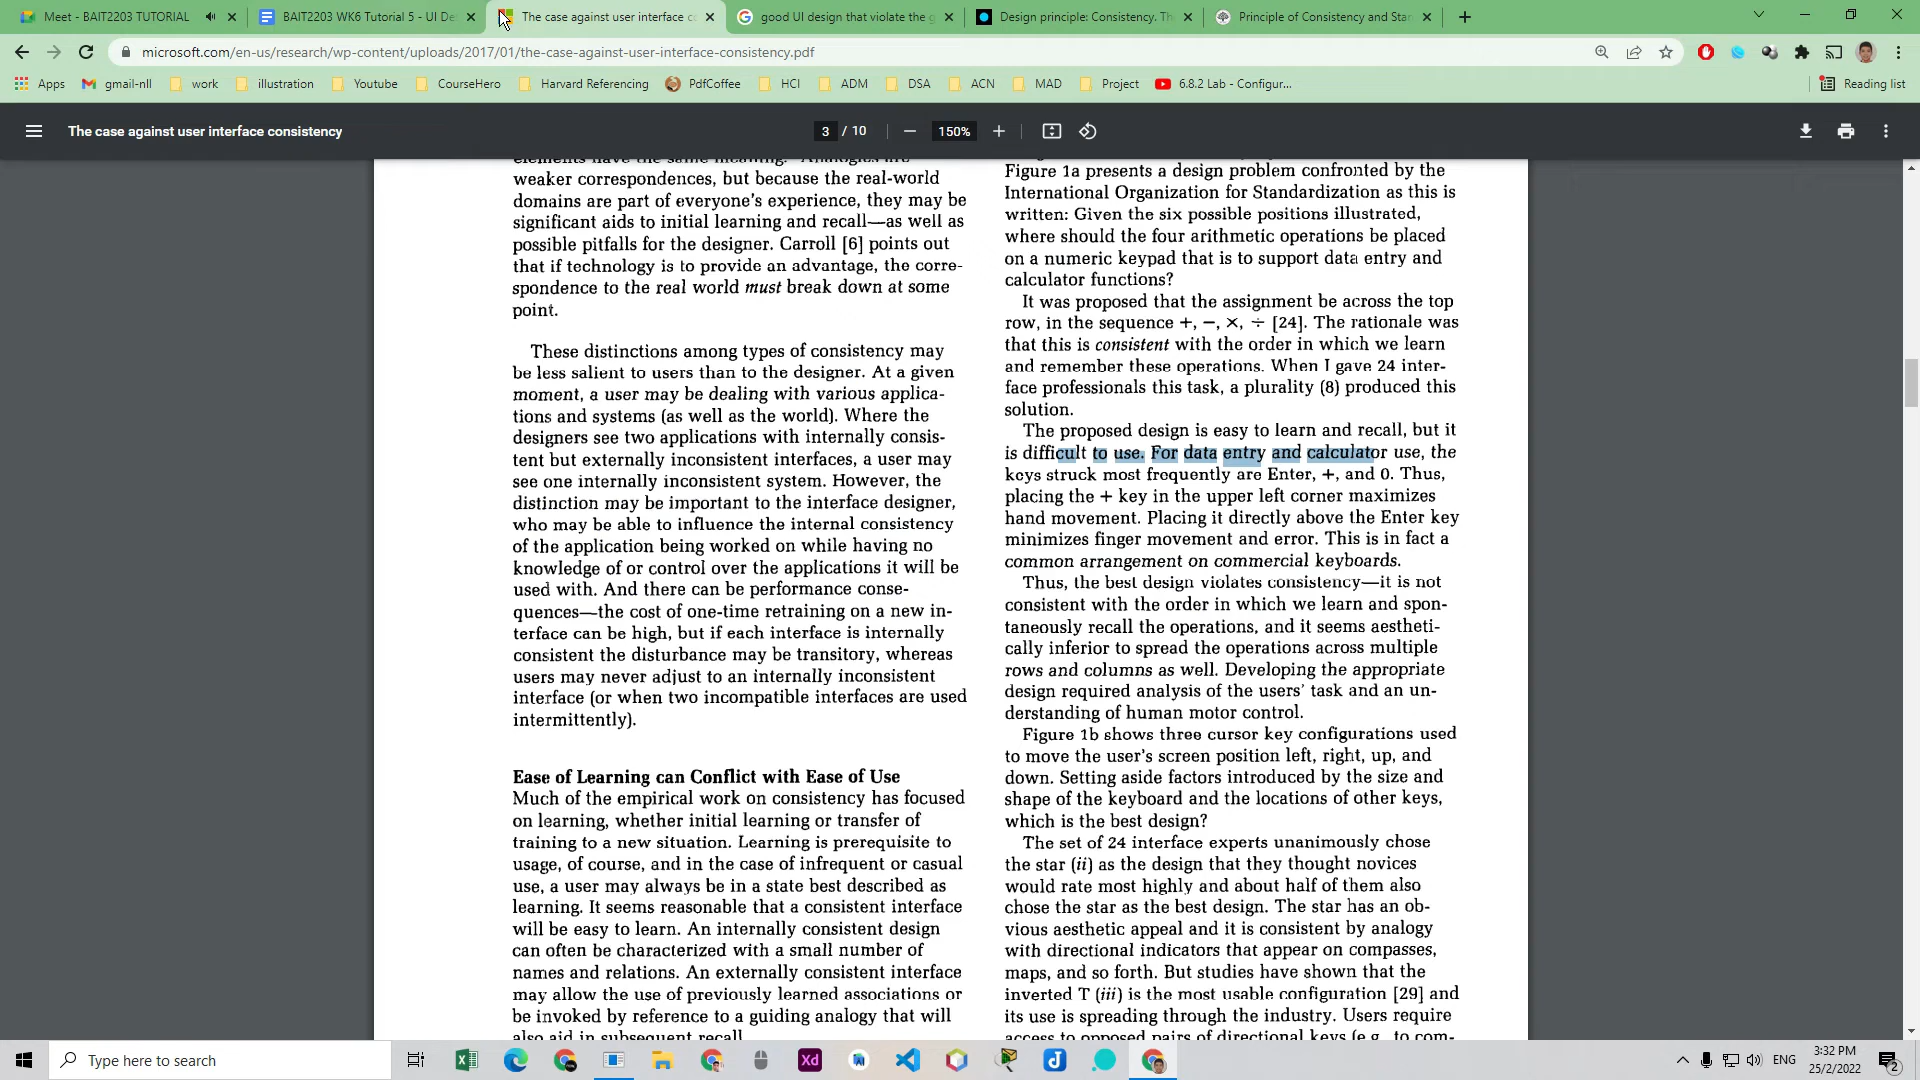 Meet - BAIT2203 TUTORIAL
BAIT2203 WK6 Tutorial 5 - UI De
The case against user interface co
good UI design that violate the g
Design principle: Consistency. Th
Principle of Consistency and Star
microsoft.com/en-us/research/wp-content/uploads/2017/01/the-case-against-user-interface-consistency.pdf
Apps
gmail-nll
work
illustration
Youtube
CourseHero
Harvard Referencing
PdfCoffee
HCI
ADM
DSA
ACN
MAD
Project
6.8.2 Lab - Configur...
Reading list
The case against user interface consistency
3 / 10
150%
elements have the same meaning. Analogies are
weaker correspondences, but because the real-world
domains are part of everyone's experience, they may be
significant aids to initial learning and recall—as well as
possible pitfalls for the designer. Carroll [6] points out
that if technology is to provide an advantage, the corre-
spondence to the real world must break down at some
point.
These distinctions among types of consistency may
be less salient to users than to the designer. At a given
moment, a user may be dealing with various applica-
tions and systems (as well as the world). Where the
designers see two applications with internally consis-
tent but externally inconsistent interfaces, a user may
see one internally inconsistent system. However, the
distinction may be important to the interface designer,
who may be able to influence the internal consistency
of the application being worked on while having no
knowledge of or control over the applications it will be
used with. And there can be performance conse-
quences—the cost of one-time retraining on a new in-
terface can be high, but if each interface is internally
consistent the disturbance may be transitory, whereas
users may never adjust to an internally inconsistent
interface (or when two incompatible interfaces are used
intermittently).
Ease of Learning can Conflict with Ease of Use
Much of the empirical work on consistency has focused
on learning, whether initial learning or transfer of
training to a new situation. Learning is prerequisite to
usage, of course, and in the case of infrequent or casual
use, a user may always be in a state best described as
learning. It seems reasonable that a consistent interface
will be easy to learn. An internally consistent design
can often be characterized with a small number of
names and relations. An externally consistent interface
may allow the use of previously learned associations or
be invoked by reference to a guiding analogy that will
also aid in subsequent recall.
Figure 1a presents a design problem confronted by the
International Organization for Standardization as this is
written: Given the six possible positions illustrated,
where should the four arithmetic operations be placed
on a numeric keypad that is to support data entry and
calculator functions?
It was proposed that the assignment be across the top
row, in the sequence +, −, ×, ÷ [24]. The rationale was
that this is consistent with the order in which we learn
and remember these operations. When I gave 24 inter-
face professionals this task, a plurality (8) produced this
solution.
The proposed design is easy to learn and recall, but it
is difficult to use. For data entry and calculator use, the
keys struck most frequently are Enter, +, and 0. Thus,
placing the + key in the upper left corner maximizes
hand movement. Placing it directly above the Enter key
minimizes finger movement and error. This is in fact a
common arrangement on commercial keyboards.
Thus, the best design violates consistency—it is not
consistent with the order in which we learn and spon-
taneously recall the operations, and it seems aestheti-
cally inferior to spread the operations across multiple
rows and columns as well. Developing the appropriate
design required analysis of the users' task and an un-
derstanding of human motor control.
Figure 1b shows three cursor key configurations used
to move the user's screen position left, right, up, and
down. Setting aside factors introduced by the size and
shape of the keyboard and the locations of other keys,
which is the best design?
The set of 24 interface experts unanimously chose
the star (ii) as the design that they thought novices
would rate most highly and about half of them also
chose the star as the best design. The star has an ob-
vious aesthetic appeal and it is consistent by analogy
with directional indicators that appear on compasses,
maps, and so forth. But studies have shown that the
inverted T (iii) is the most usable configuration [29] and
its use is spreading through the industry. Users require
access to opposed pairs of directional keys (e.g., to com-
Type here to search
Xd
ENG
3:32 PM
25/2/2022
2